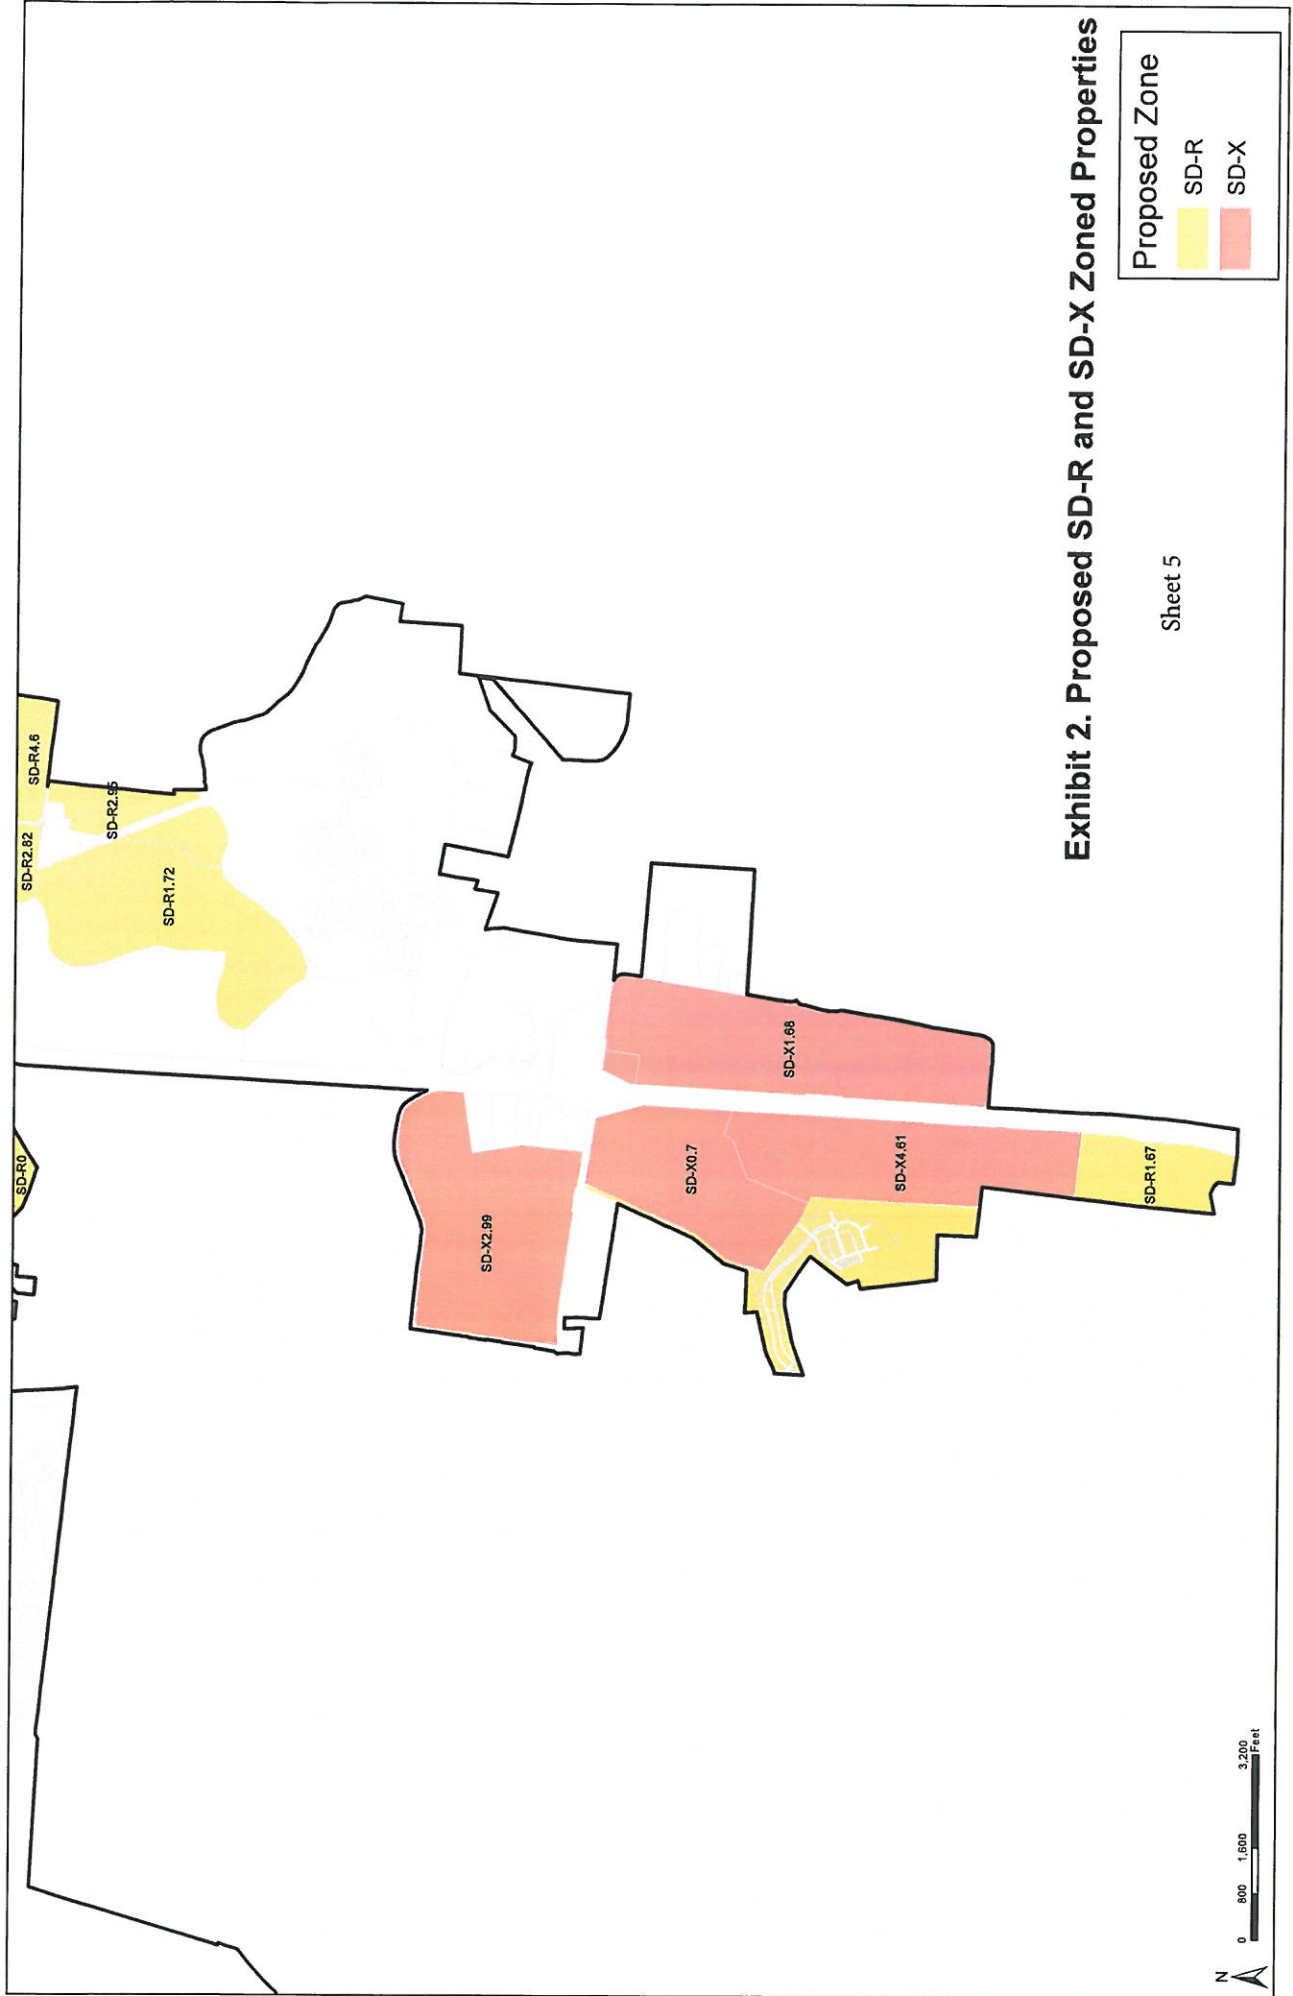 SD-R4.6
SD-R2.82
SD-R2.95
SD-R1.72
SD-R0
SD-X2.99
SD-X1.68
SD-X0.7
SD-X4.61
SD-R1.67
Exhibit 2. Proposed SD-R and SD-X Zoned Properties
Sheet 5
Proposed Zone
SD-R
SD-X
N
0 800 1,600 3,200
Feet